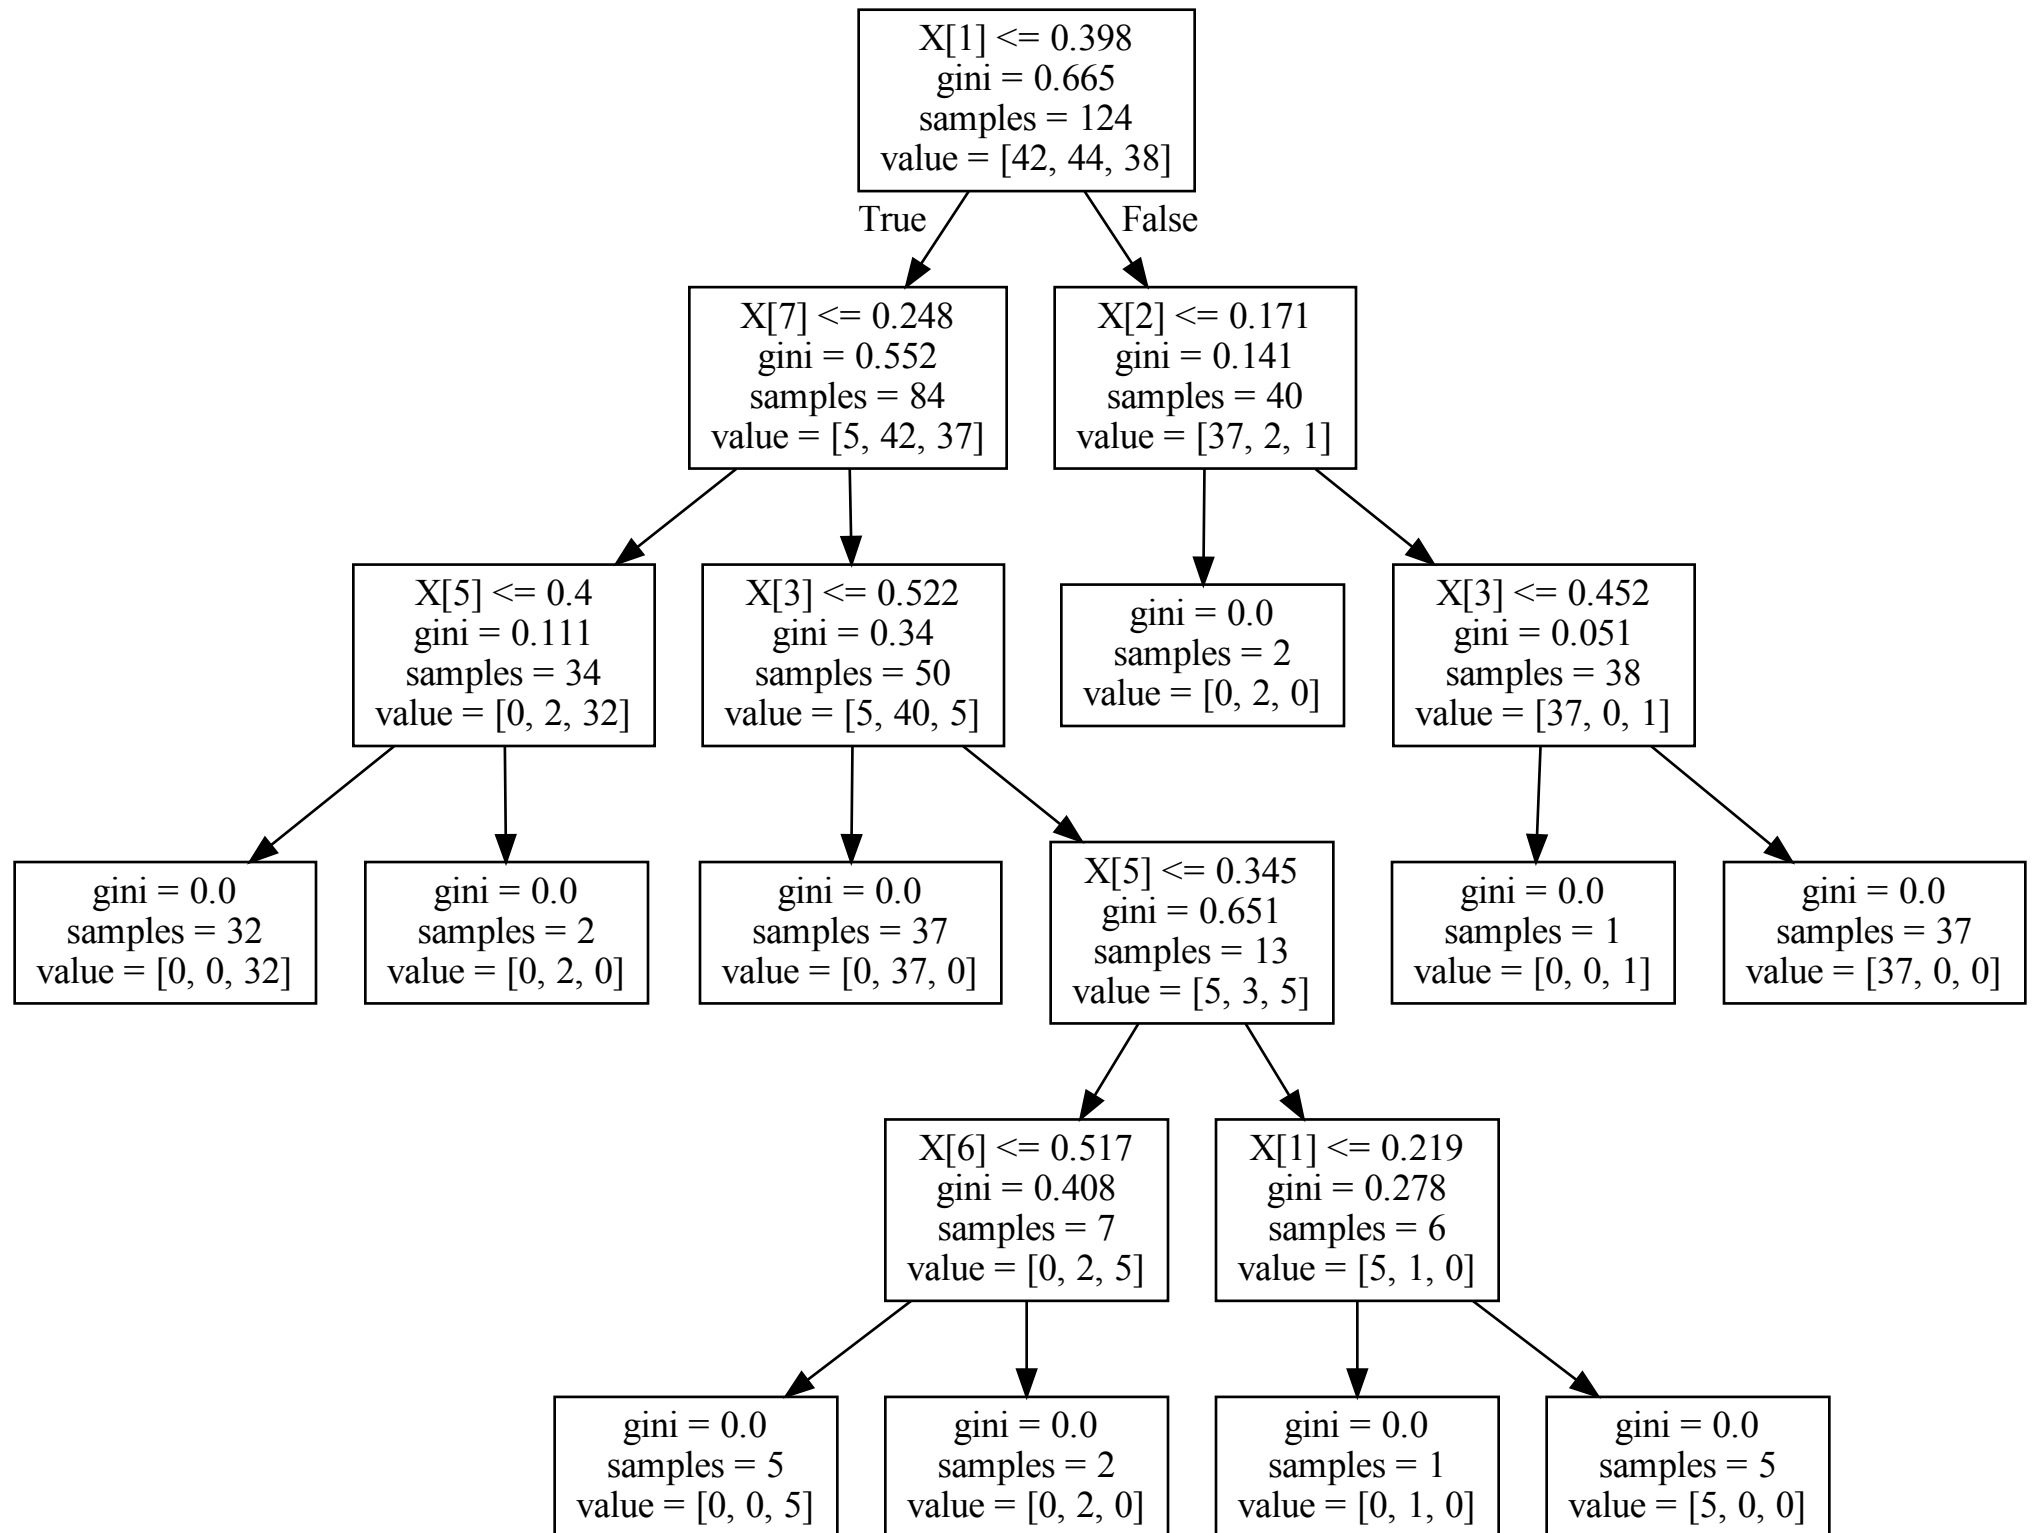 X[1] <= 0.398
gini = 0.665
samples = 124
value = [42, 44, 38]
True
False
X[7] <= 0.248
gini = 0.552
samples = 84
value = [5, 42, 37]
X[2] <= 0.171
gini = 0.141
samples = 40
value = [37, 2, 1]
X[5] <= 0.4
gini = 0.111
samples = 34
value = [0, 2, 32]
X[3] <= 0.522
gini = 0.34
samples = 50
value = [5, 40, 5]
gini = 0.0
samples = 2
value = [0, 2, 0]
X[3] <= 0.452
gini = 0.051
samples = 38
value = [37, 0, 1]
gini = 0.0
samples = 32
value = [0, 0, 32]
gini = 0.0
samples = 2
value = [0, 2, 0]
gini = 0.0
samples = 37
value = [0, 37, 0]
X[5] <= 0.345
gini = 0.651
samples = 13
value = [5, 3, 5]
gini = 0.0
samples = 1
value = [0, 0, 1]
gini = 0.0
samples = 37
value = [37, 0, 0]
X[6] <= 0.517
gini = 0.408
samples = 7
value = [0, 2, 5]
X[1] <= 0.219
gini = 0.278
samples = 6
value = [5, 1, 0]
gini = 0.0
samples = 5
value = [0, 0, 5]
gini = 0.0
samples = 2
value = [0, 2, 0]
gini = 0.0
samples = 1
value = [0, 1, 0]
gini = 0.0
samples = 5
value = [5, 0, 0]